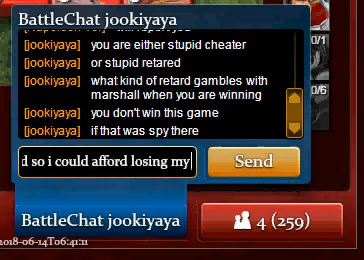 BattleChat jookiyaya
[jookiyaya] you are either stupid cheater
[jookiyaya] or stupid retared
[jookiyaya] what kind of retard gambles with
marshall when you are winning
[jookiyaya] you don't win this game
[jookiyaya] if that was spy there
d so i could afford losing my
Send
BattleChat jookiyaya
4 (259)
2018-06-14T06:41:11